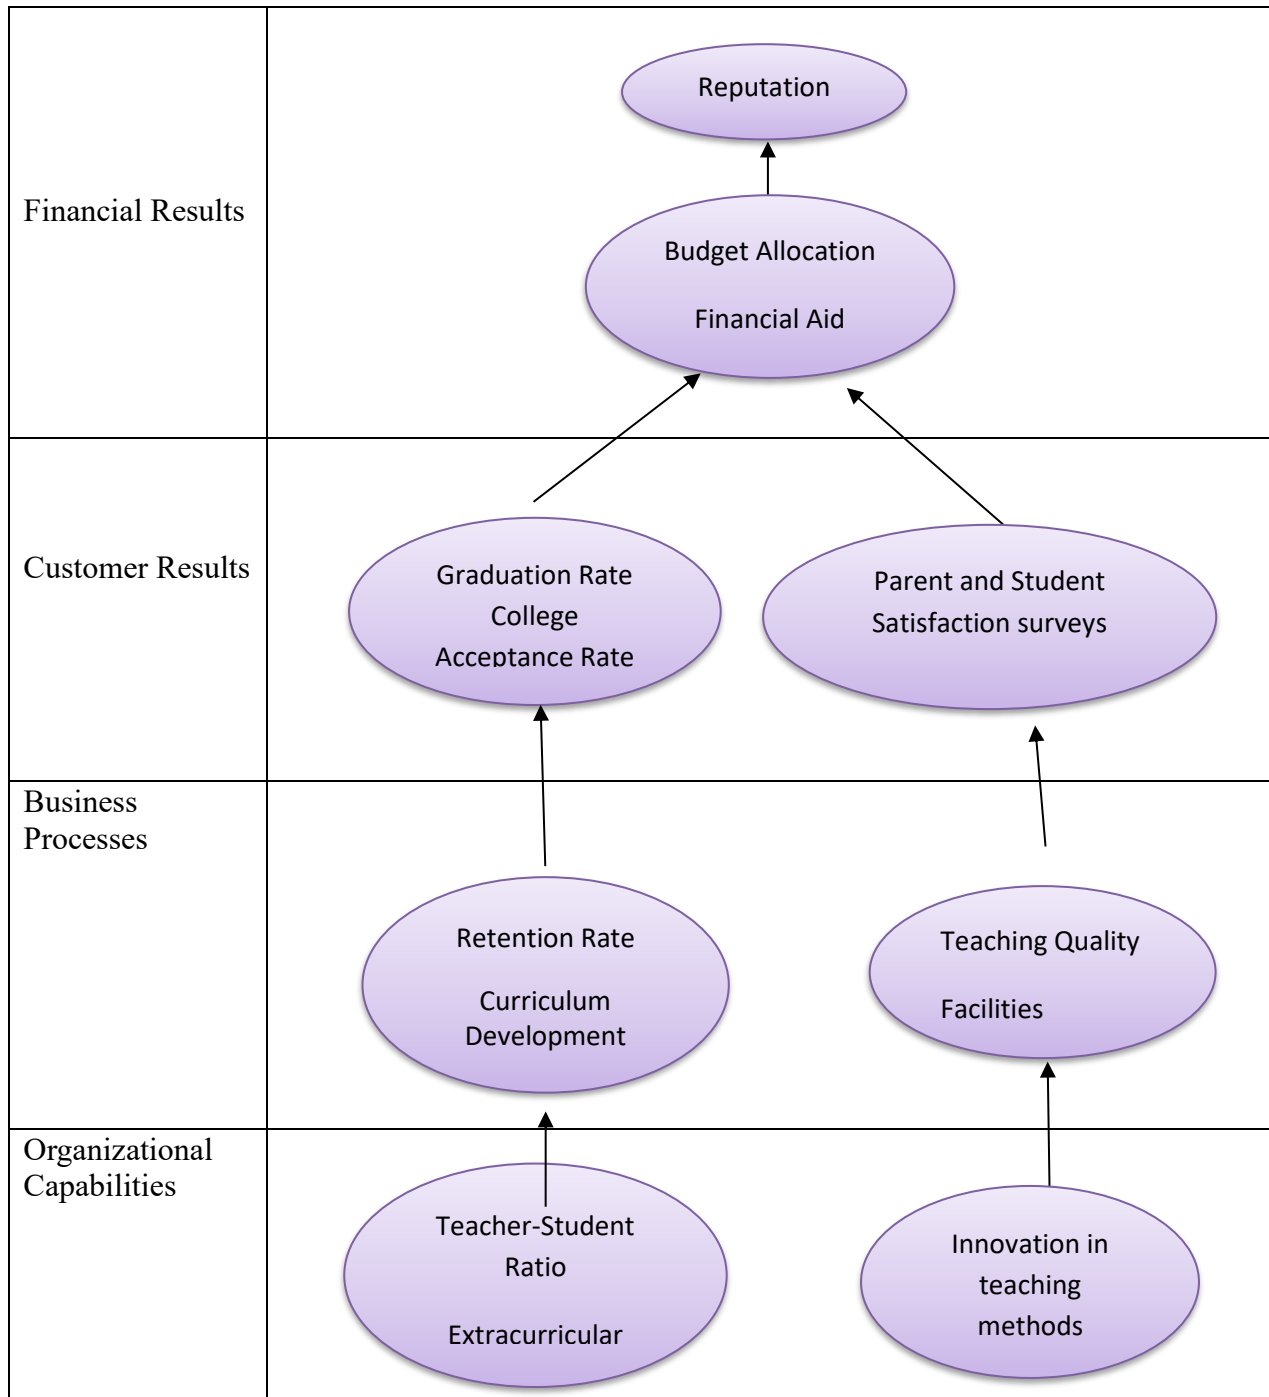 Financial Results
Reputation
Budget Allocation
Financial Aid
Customer Results
Graduation Rate
College
Acceptance Rate
Parent and Student
Satisfaction surveys
Business
Processes
Retention Rate
Curriculum
Development
Teaching Quality
Facilities
Organizational
Capabilities
Teacher-Student
Ratio
Extracurricular
Innovation in
teaching
methods